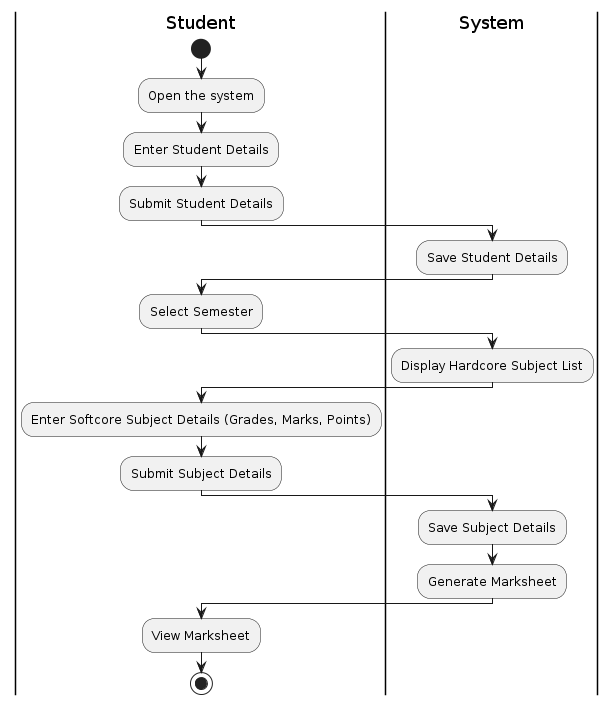 Student
System
Open the system
Enter Student Details
Submit Student Details
Save Student Details
Select Semester
Display Hardcore Subject List
Enter Softcore Subject Details (Grades, Marks, Points)
Submit Subject Details
Save Subject Details
Generate Marksheet
View Marksheet